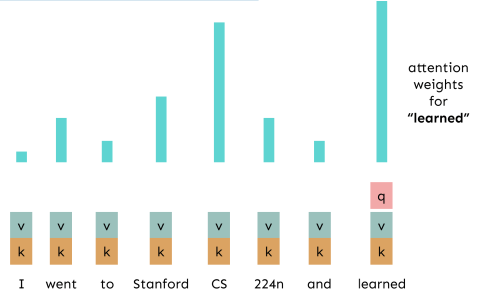 attention
weights
for
"learned"
q
v v v v v v v v
k k k k k k k k
I went to Stanford CS 224n and learned